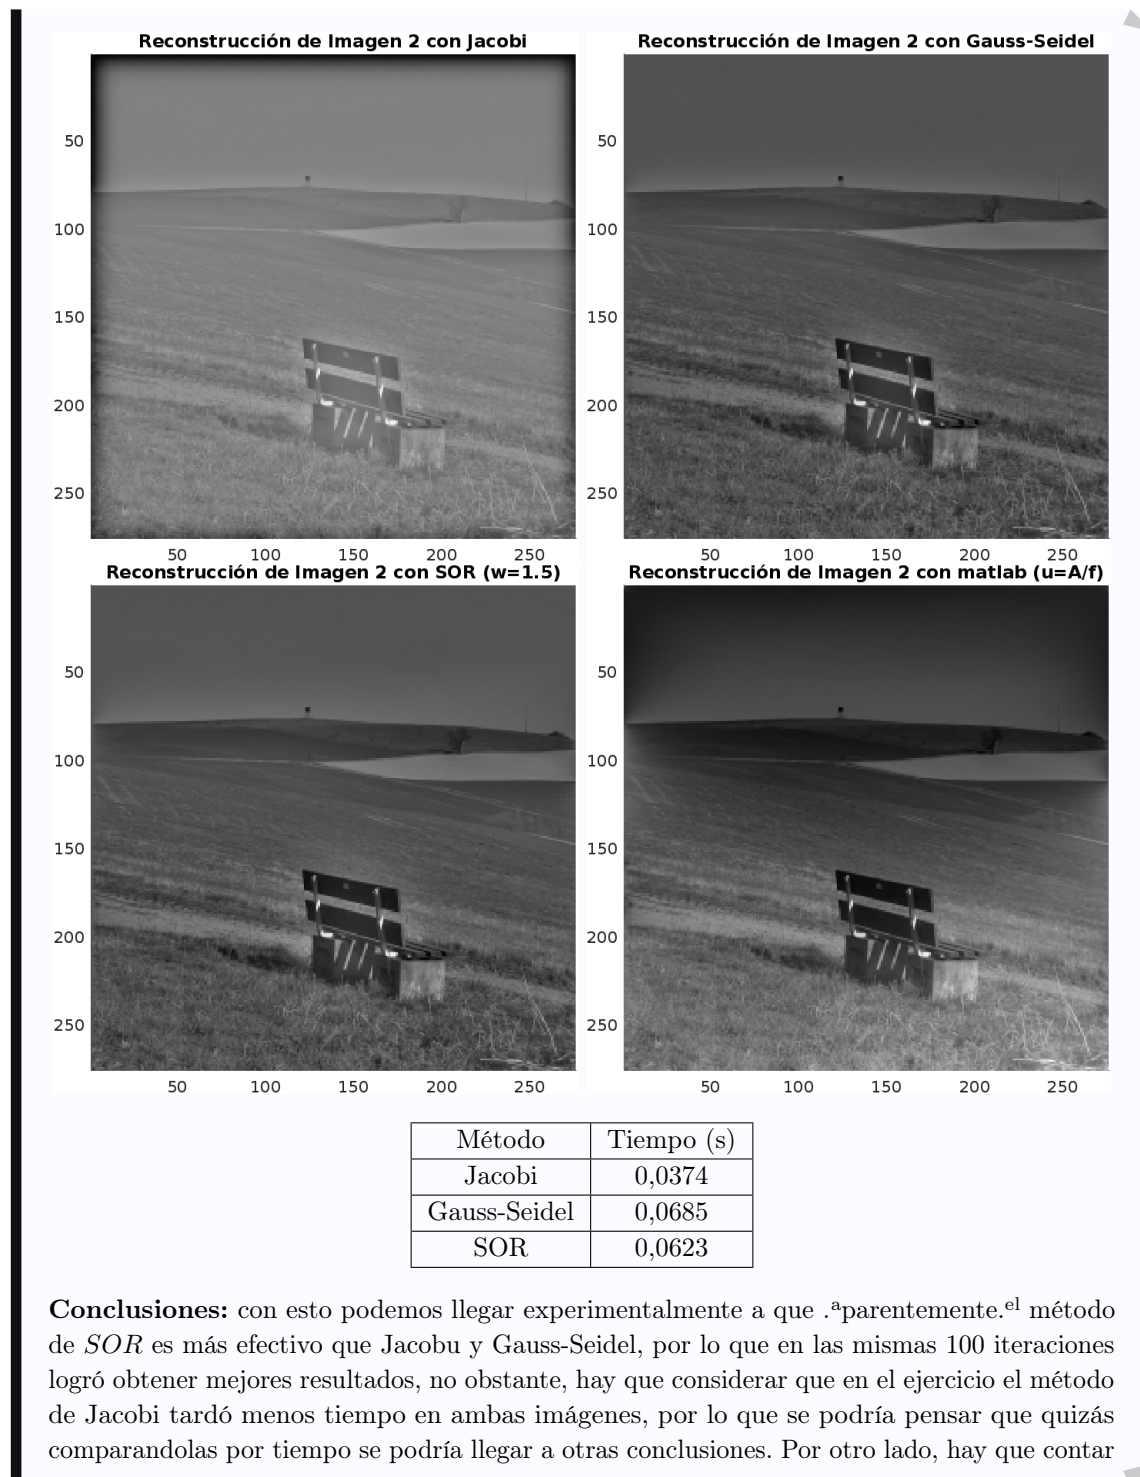 Reconstrucción de Imagen 2 con Jacobi
50
100
150
200
250
50 100 150 200 250
Reconstrucción de Imagen 2 con Gauss-Seidel
50
100
150
200
250
50 100 150 200 250
Reconstrucción de Imagen 2 con SOR (w=1.5)
50
100
150
200
250
50 100 150 200 250
Reconstrucción de Imagen 2 con matlab (u=A/f)
50
100
150
200
250
50 100 150 200 250
Método Tiempo (s)
Jacobi 0,0374
Gauss-Seidel 0,0685
SOR 0,0623
Conclusiones: con esto podemos llegar experimentalmente a que .ªparentemente.ᵉˡ método
de SOR es más efectivo que Jacobu y Gauss-Seidel, por lo que en las mismas 100 iteraciones
logró obtener mejores resultados, no obstante, hay que considerar que en el ejercicio el método
de Jacobi tardó menos tiempo en ambas imágenes, por lo que se podría pensar que quizás
comparandolas por tiempo se podría llegar a otras conclusiones. Por otro lado, hay que contar